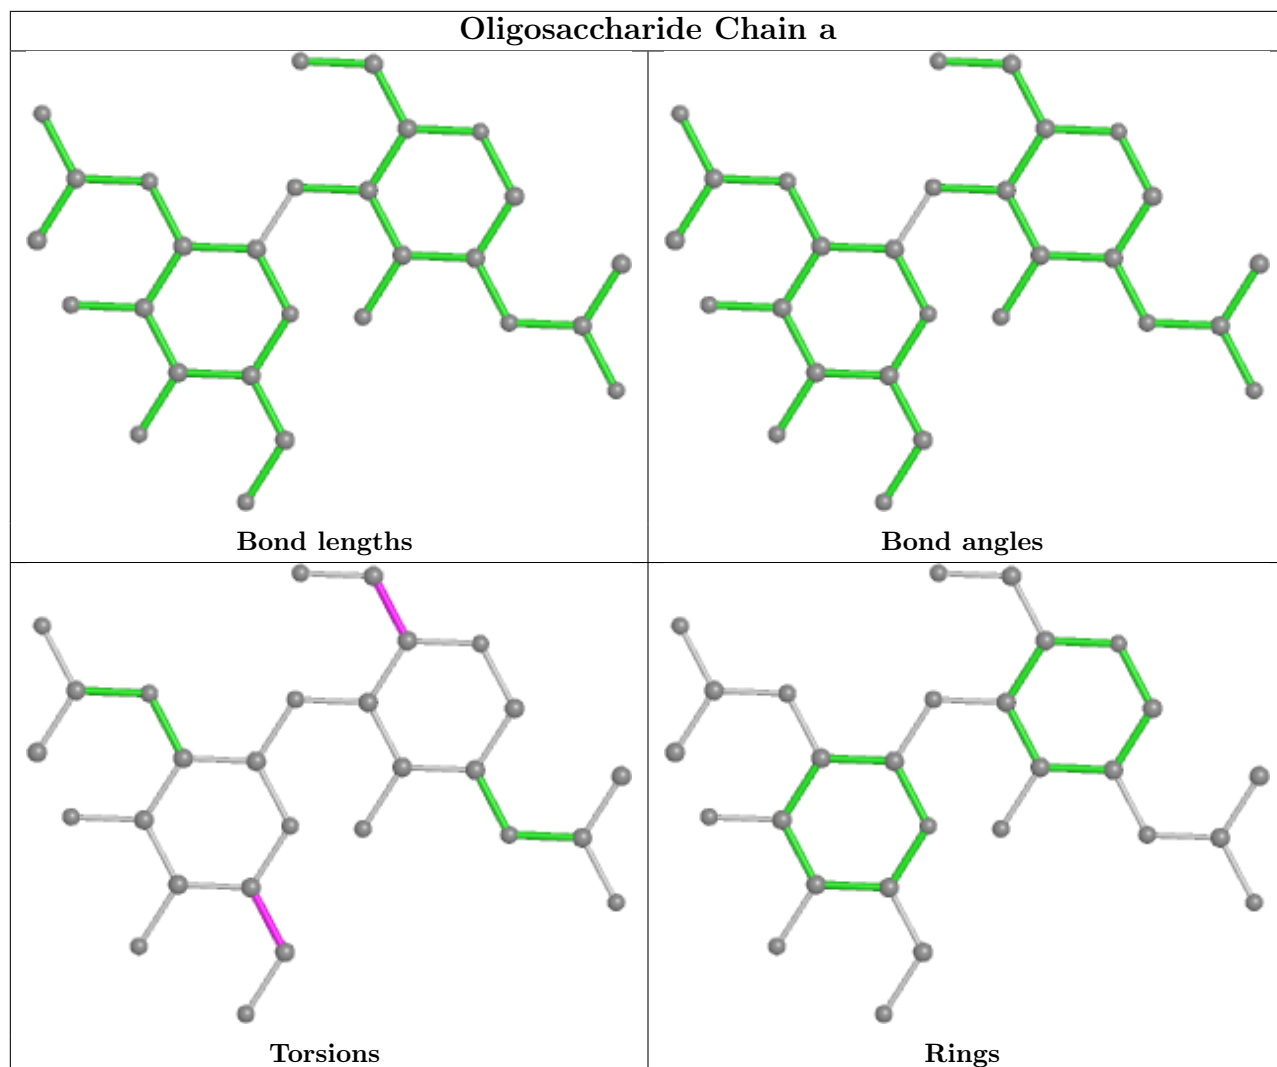 Oligosaccharide Chain a
Bond lengths
Bond angles
Torsions
Rings